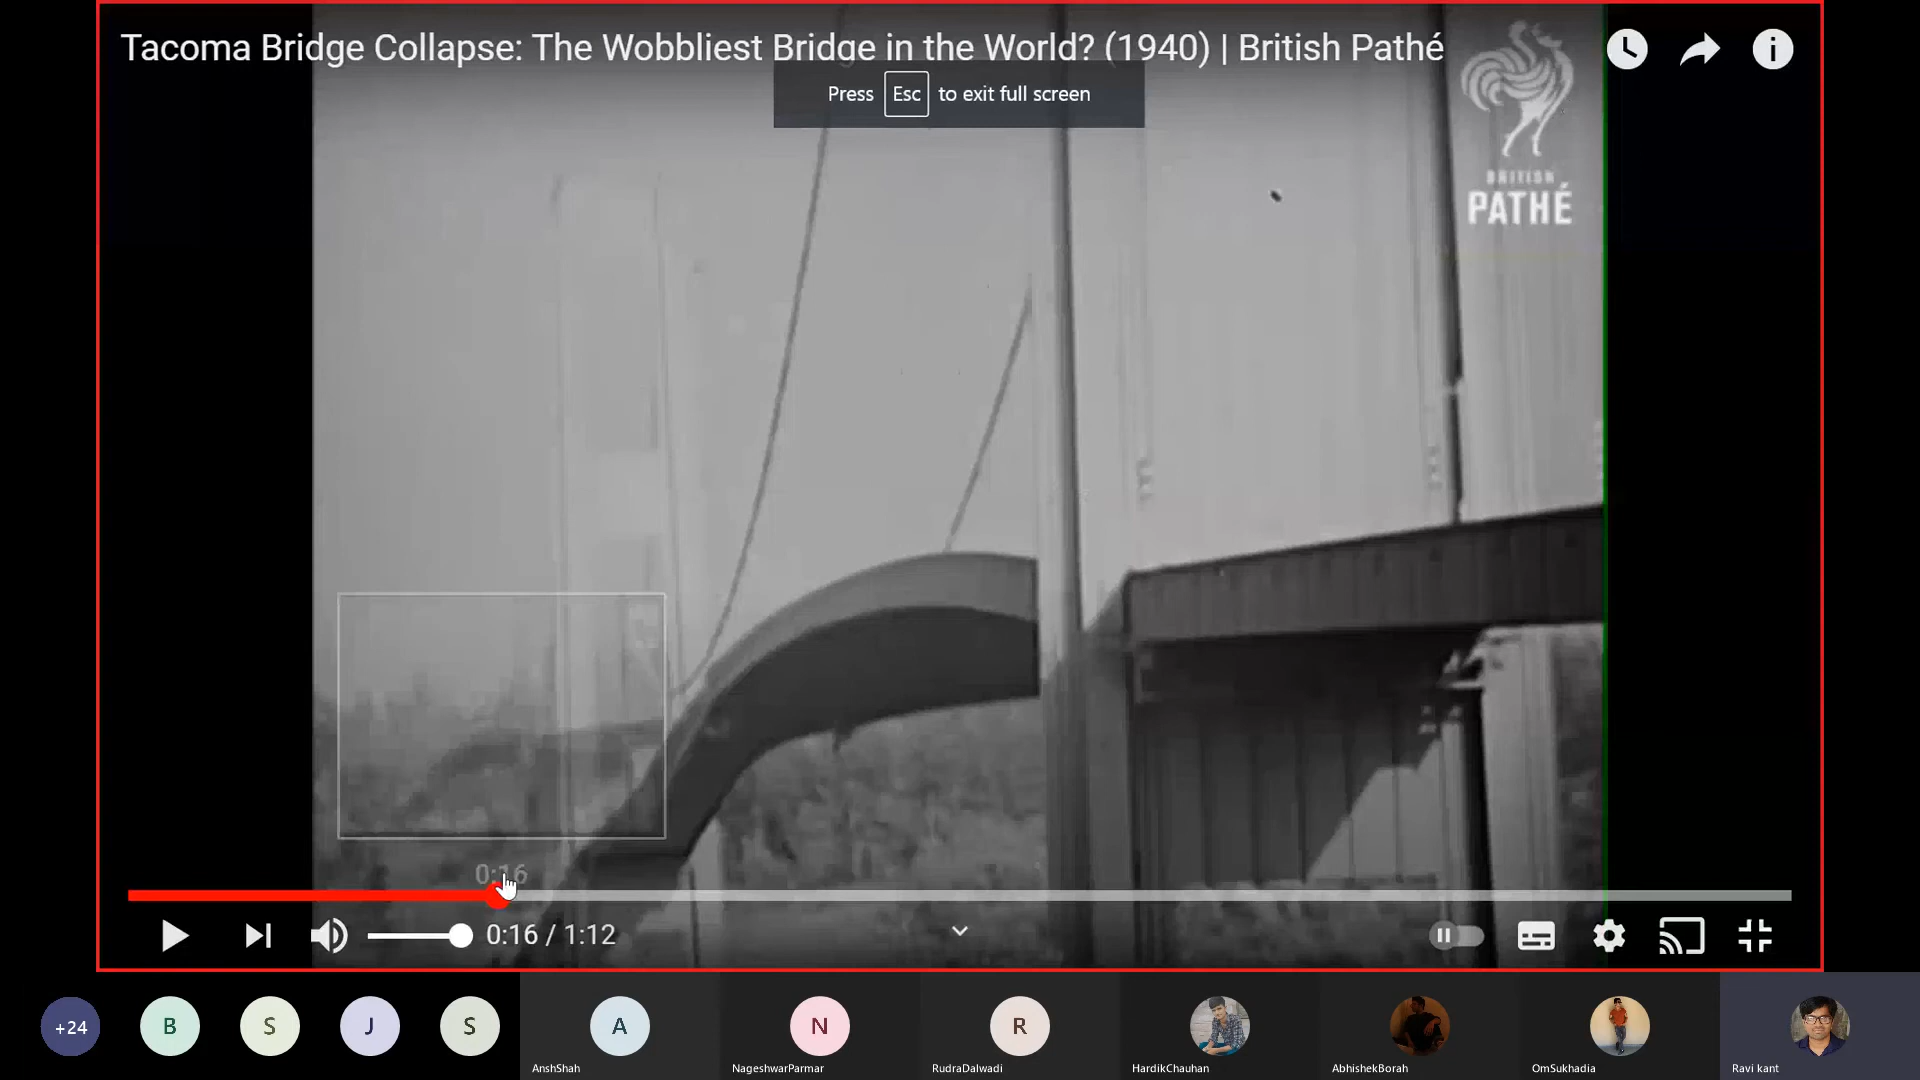 Tacoma Bridge Collapse: The Wobbliest Bridge in the World? (1940) | British Pathé
Press Esc to exit full screen
BRITISH
PATHÉ
0:16
0:16 / 1:12
+24
B
S
J
S
A
N
R
AnshShah
NageshwarParmar
RudraDalwadi
HardikChauhan
AbhishekBorah
OmSukhadia
Ravi kant